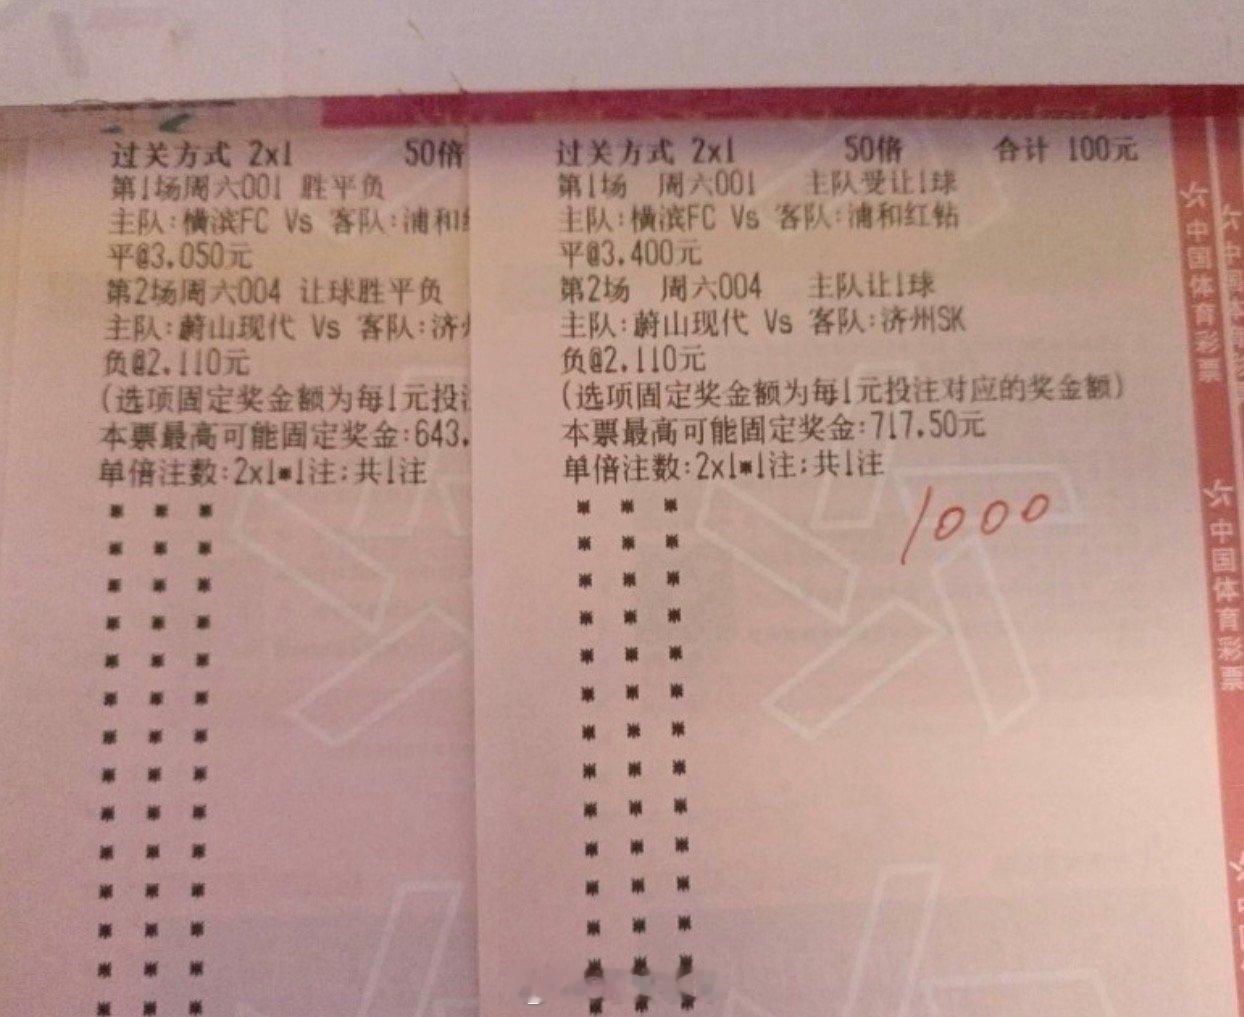 过关方式 2x1 50倍
第1场周六001 胜平负
主队:横滨FC Vs 客队:浦和
平@3.050元
第2场周六004 让球胜平负
主队:蔚山现代 Vs 客队:济州
负@2.110元
(选项固定奖金额为每1元投
本票最高可能固定奖金:643.
单倍注数:2x1*1注;共1注
过关方式 2x1 50倍 合计 100元
第1场 周六001 主队受让1球
主队:横滨FC Vs 客队:浦和红钻
平@3.400元
第2场 周六004 主队让1球
主队:蔚山现代 Vs 客队:济州SK
负@2.110元
(选项固定奖金额为每1元投注对应的奖金额)
本票最高可能固定奖金:717.50元
单倍注数:2x1*1注;共1注
1000
中国体育彩票
中国体育彩票